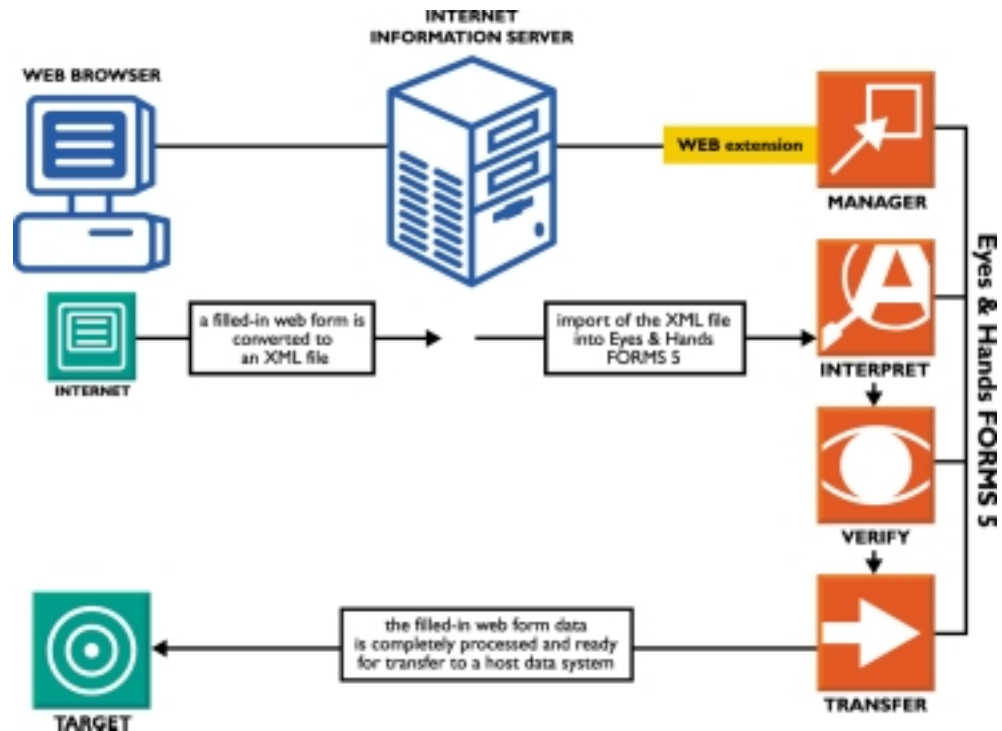 INTERNET
INFORMATION SERVER
WEB BROWSER
WEB extension
MANAGER
a filled-in web form is
converted to
an XML file
import of the XML file
into Eyes & Hands
FORMS 5
INTERNET
INTERPRET
Eyes & Hands FORMS 5
VERIFY
the filled-in web form data
is completely processed and ready
for transfer to a host data system
TARGET
TRANSFER